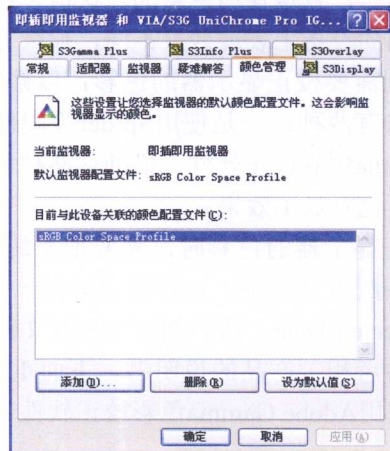 即插即用监视器 和 VIA/S3G UniChrome Pro IG...
S3Gamma Plus S3Info Plus S3Overlay
常规 适配器 监视器 疑难解答 颜色管理 S3Display
这些设置让您选择监视器的默认颜色配置文件。这会影响监
视器显示的颜色。
当前监视器: 即插即用监视器
默认监视器配置文件: sRGB Color Space Profile
目前与此设备关联的颜色配置文件(C):
sRGB Color Space Profile
添加(D)... 删除(R) 设为默认值(S)
确定 取消 应用(A)